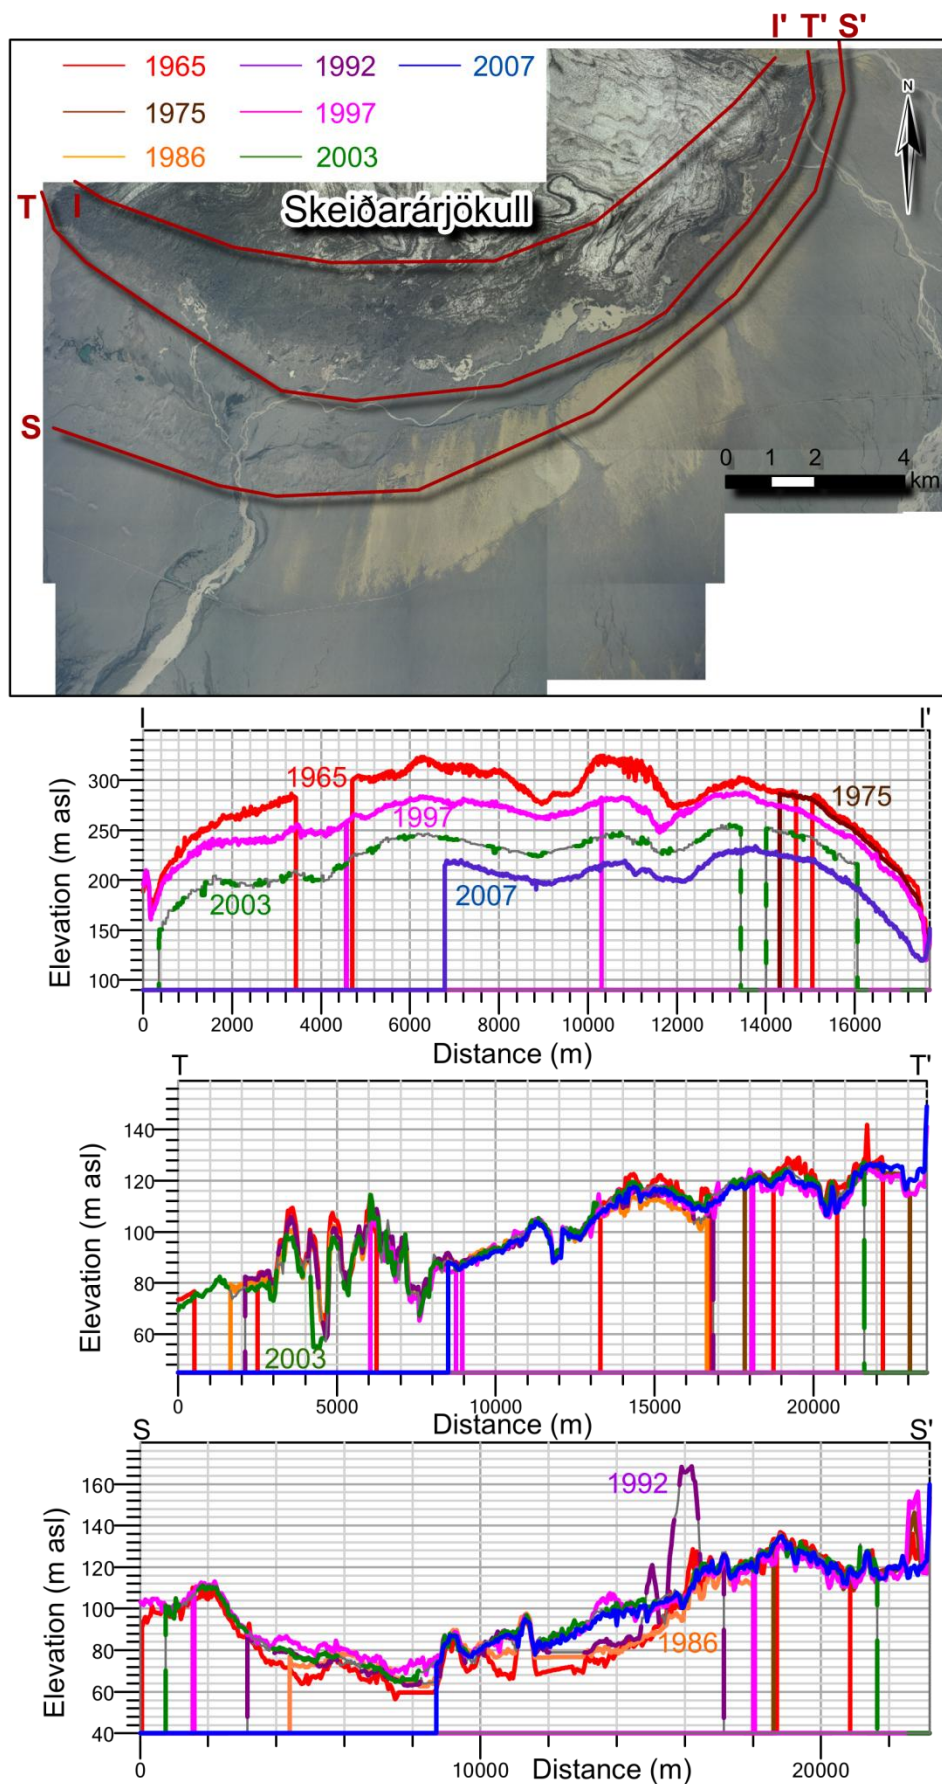 I' T' S'
1965 1992 2007
1975 1997
1986 2003
N
T I
Skeiðarárjökull
S
0 1 2 4
km
I I'
Elevation (m asl)
300
250
200
150
100
1965
1975
1997
2003
2007
0 2000 4000 6000 8000 10000 12000 14000 16000
Distance (m)
T T'
Elevation (m asl)
140
120
100
80
60
2003
0 5000 10000 15000 20000
Distance (m)
S S'
Elevation (m asl)
160
140
120
100
80
60
40
1992
1986
0 10000 20000
Distance (m)